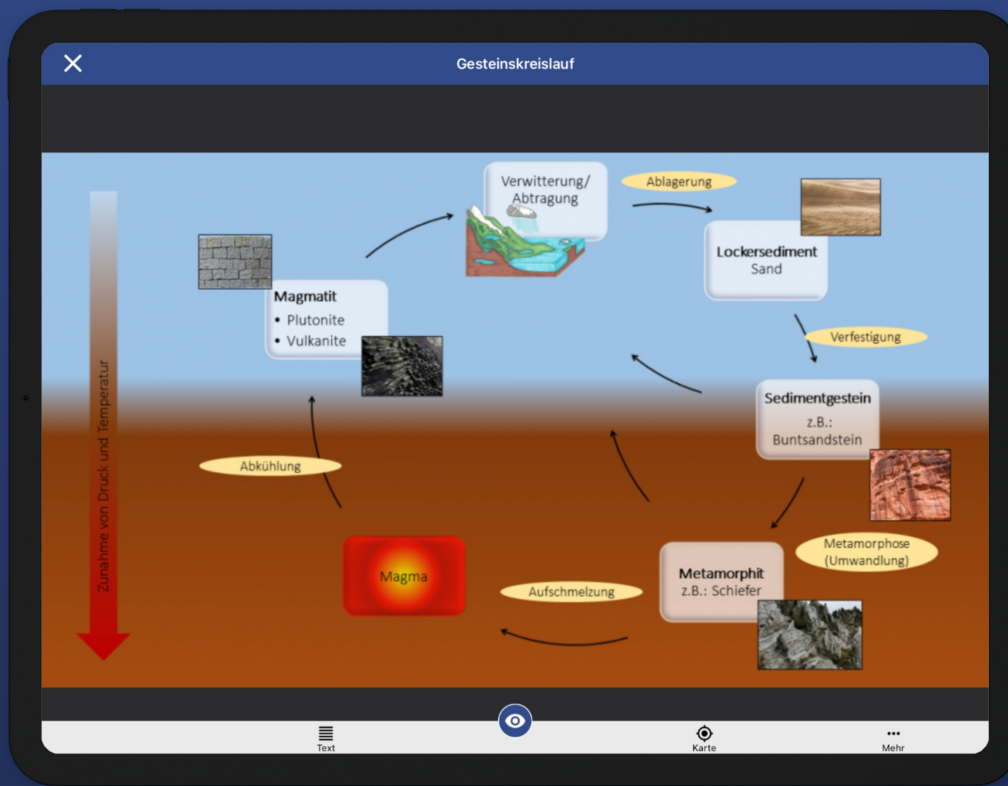 Gesteinskreislauf
Verwitterung/
Abtragung
Ablagerung
Lockersediment
Sand
Magmatit
• Plutonite
• Vulkanite
Verfestigung
Sedimentgestein
z.B.:
Buntsandstein
Zunahme von Druck und Temperatur
Abkühlung
Metamorphose
(Umwandlung)
Magma
Aufschmelzung
Metamorphit
z.B.: Schiefer
Text
Karte
Mehr